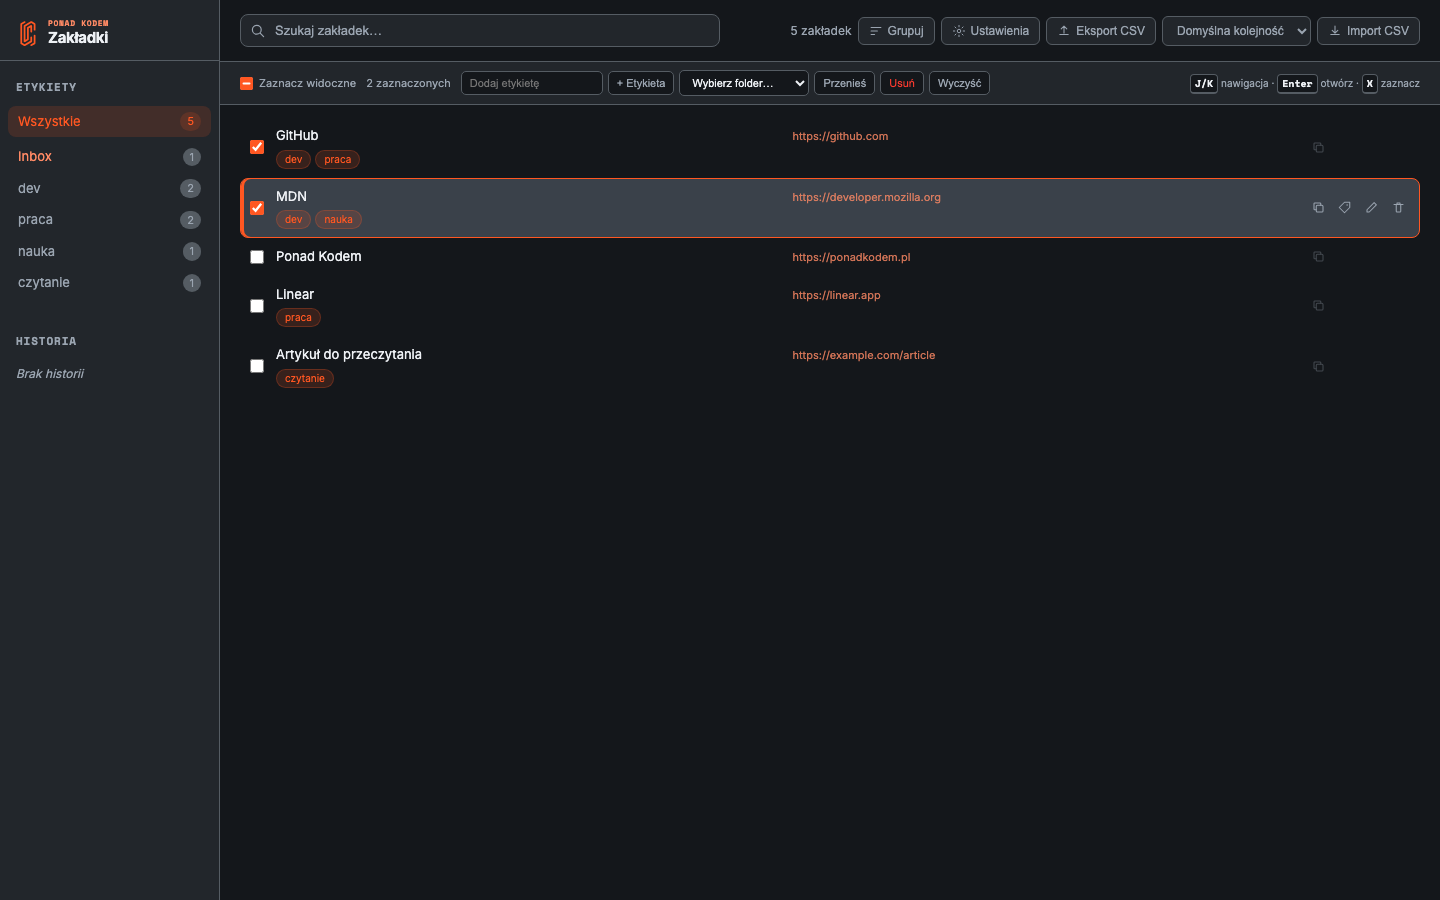 PONAD KODEM
Zakładki
ETYKIETY
Wszystkie 5
Inbox 1
dev 2
praca 2
nauka 1
czytanie 1
HISTORIA
Brak historii
Szukaj zakładek...
5 zakładek Grupuj Ustawienia Eksport CSV Domyślna kolejność Import CSV
Zaznacz widoczne 2 zaznaczonych Dodaj etykietę + Etykieta Wybierz folder... Przenieś Usuń Wyczyść J/K nawigacja · Enter otwórz · X zaznacz
GitHub https://github.com
dev praca
MDN https://developer.mozilla.org
dev nauka
Ponad Kodem https://ponadkodem.pl
Linear https://linear.app
praca
Artykuł do przeczytania https://example.com/article
czytanie